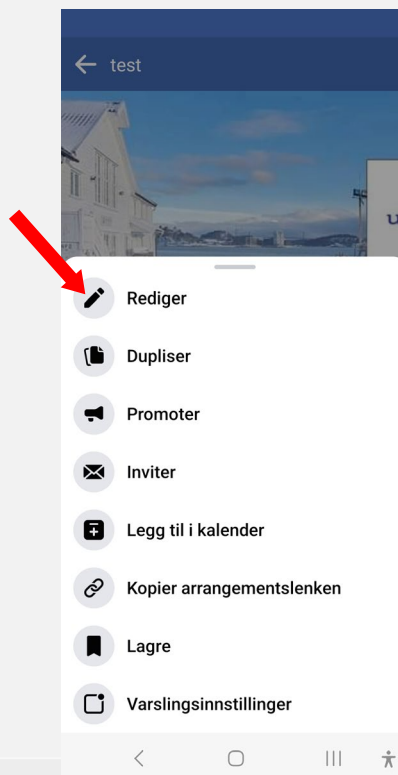 test
Rediger
Dupliser
Promoter
Inviter
Legg til i kalender
Kopier arrangementslenken
Lagre
Varslingsinnstillinger